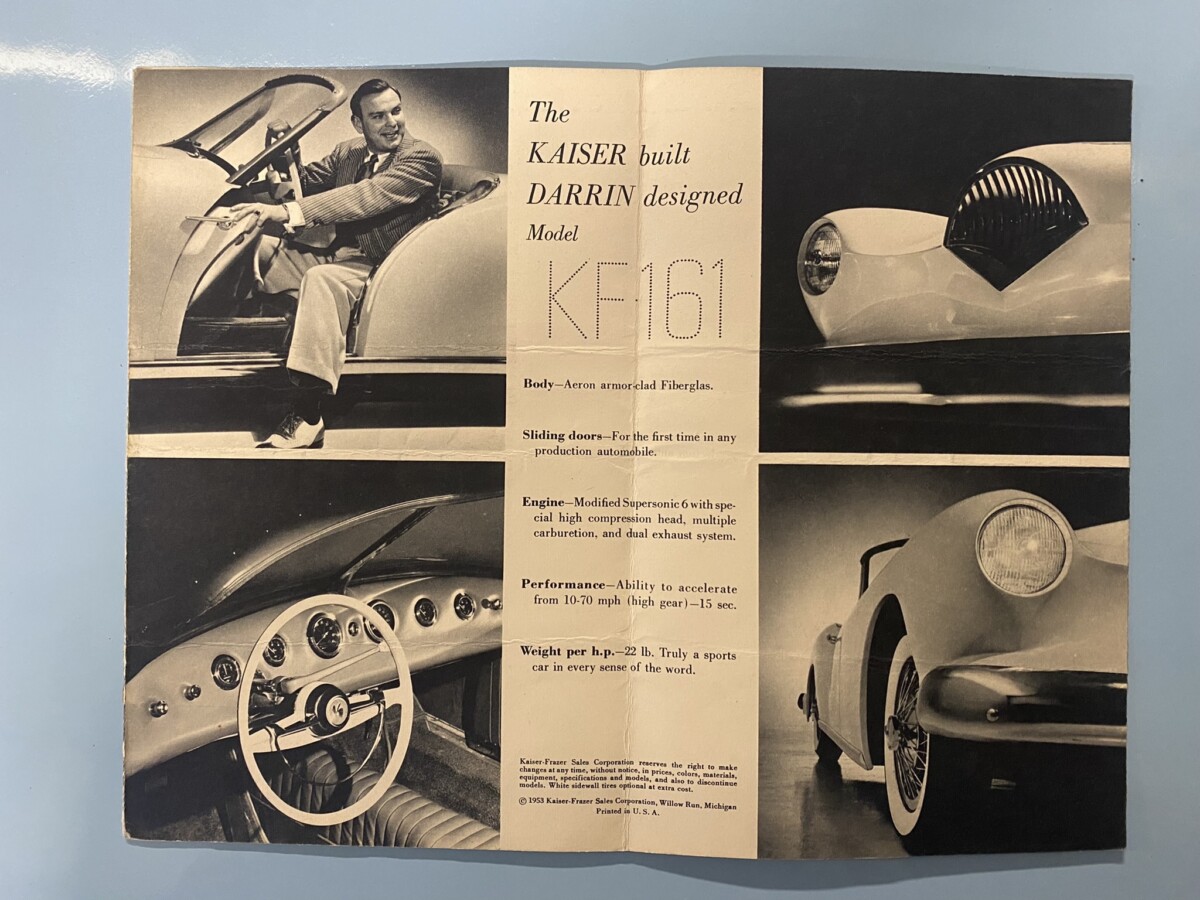 The
KAISER built
DARRIN designed
Model
KF-161
Body—Aeron armor-clad Fiberglas.
Sliding doors—For the first time in any
production automobile.
Engine—Modified Supersonic 6 with spe-
cial high compression head, multiple
carburetion, and dual exhaust system.
Performance—Ability to accelerate
from 10-70 mph (high gear)—15 sec.
Weight per h.p.—22 lb. Truly a sports
car in every sense of the word.
Kaiser-Frazer Sales Corporation reserves the right to make
changes at any time, without notice, in prices, colors, materials,
equipment, specifications and models, and also to discontinue
models. White sidewall tires optional at extra cost.
© 1953 Kaiser-Frazer Sales Corporation, Willow Run, Michigan
Printed in U. S. A.